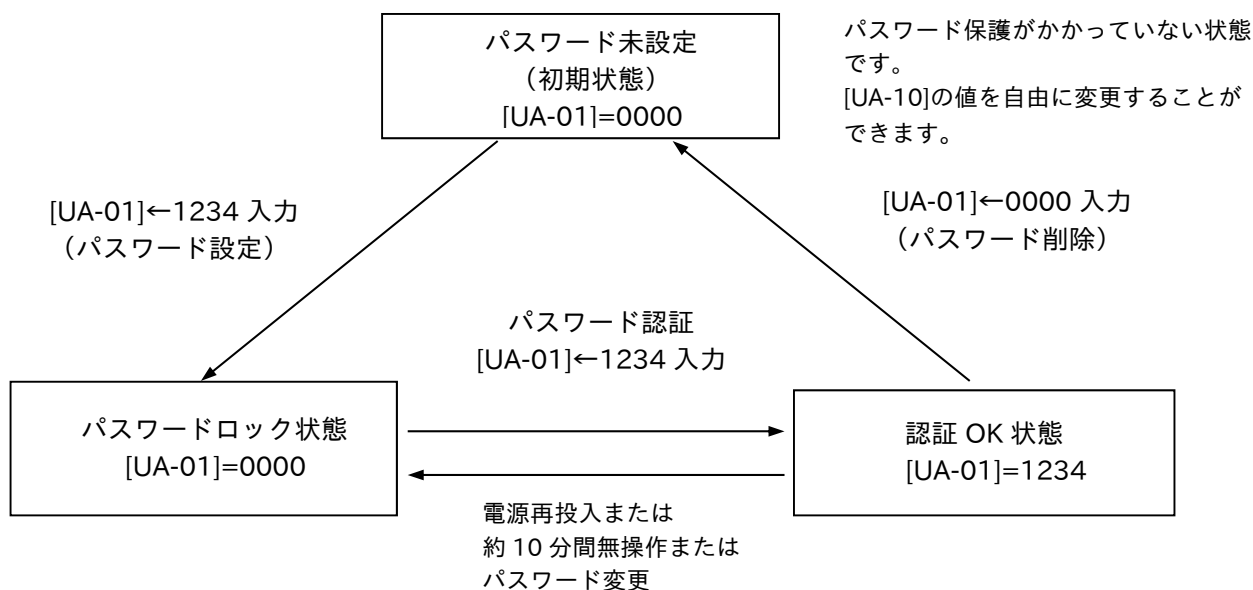 パスワード未設定
（初期状態）
[UA-01]=0000
パスワード保護がかかっていない状態
です。
[UA-10]の値を自由に変更することが
できます。
[UA-01]←1234 入力
（パスワード設定）
[UA-01]←0000 入力
（パスワード削除）
パスワード認証
[UA-01]←1234 入力
パスワードロック状態
[UA-01]=0000
認証 OK 状態
[UA-01]=1234
電源再投入または
約 10 分間無操作または
パスワード変更